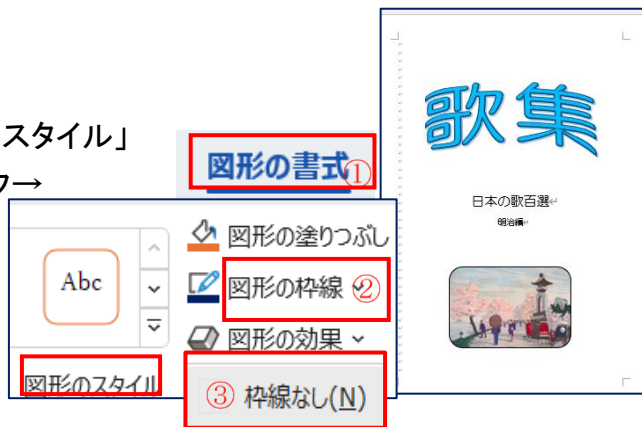 スタイル」
ク→
図形の書式①
Abc
図形の塗りつぶし
図形の枠線 ②
図形の効果
図形のスタイル
③ 枠線なし(N)
歌集
日本の歌百選
明治編